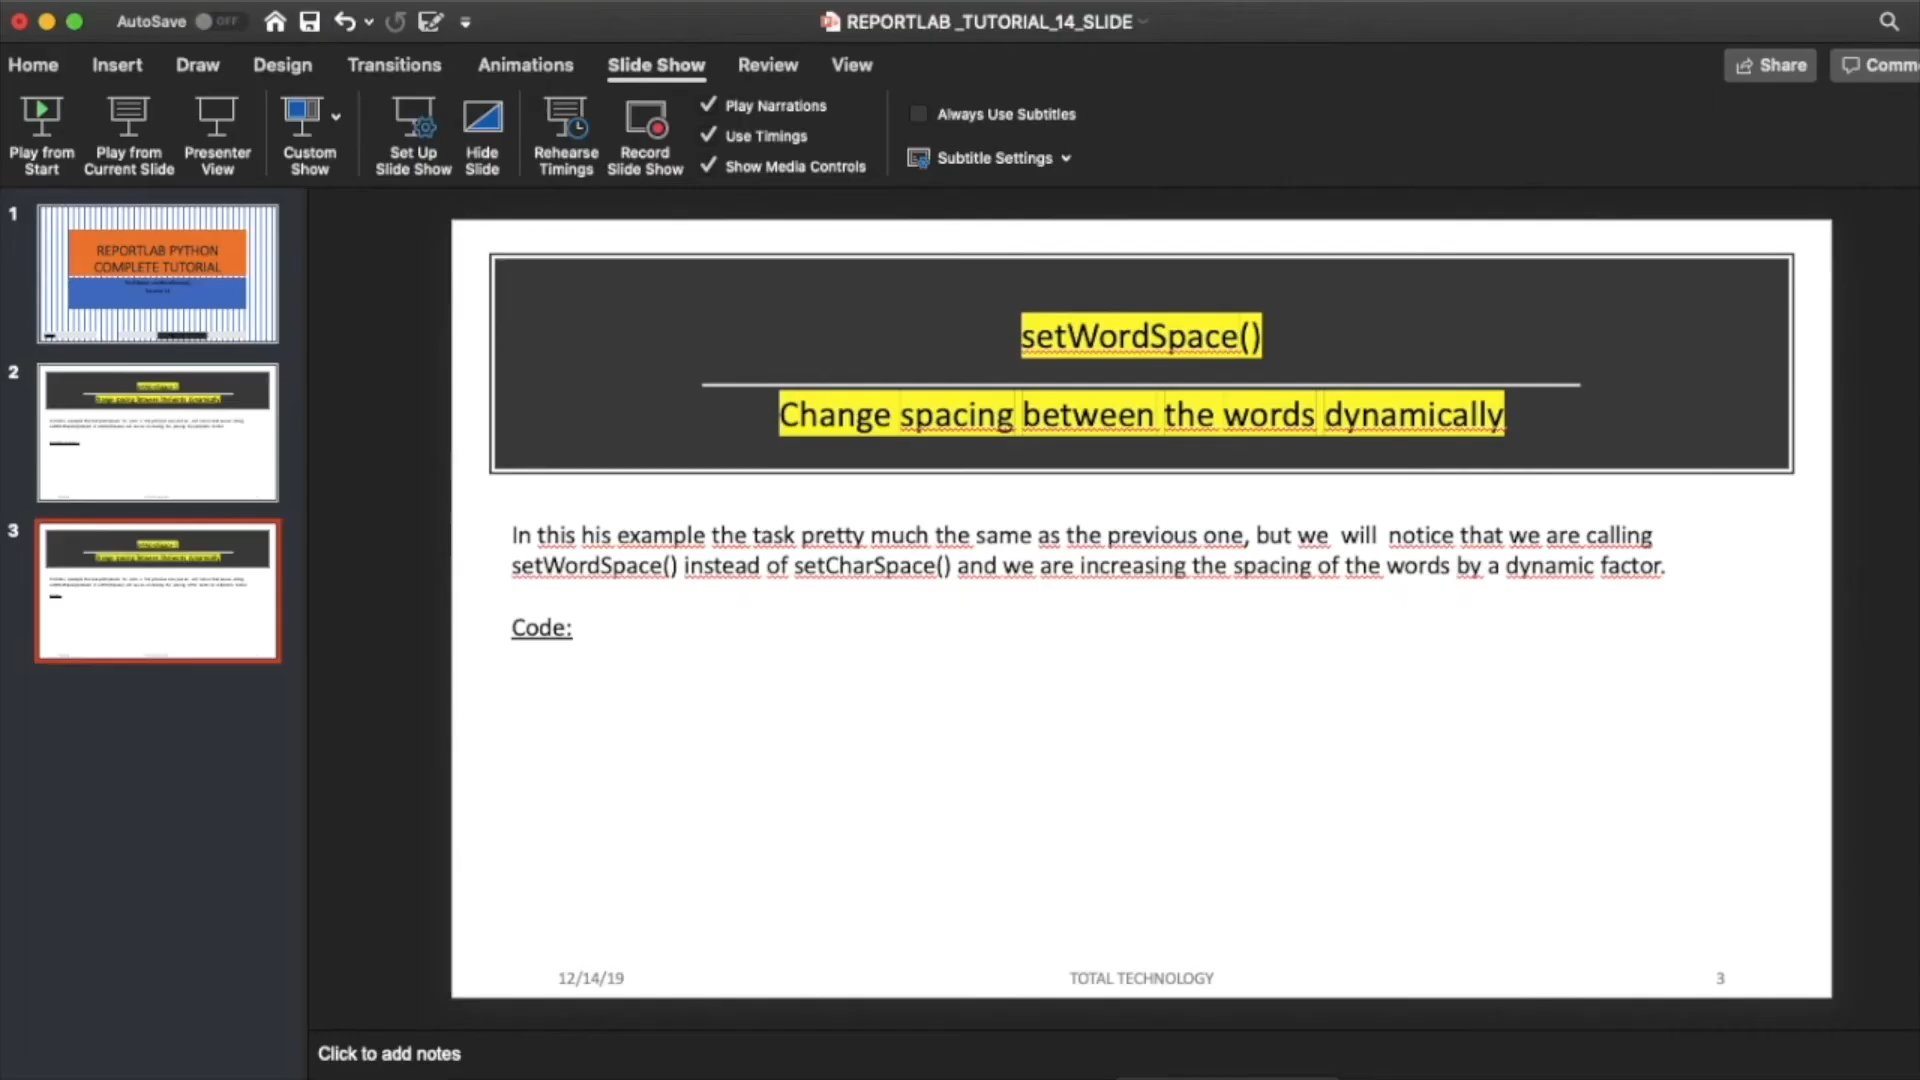 AutoSave OFF
REPORTLAB _TUTORIAL_14_SLIDE
Home Insert Draw Design Transitions Animations Slide Show Review View
Share Comm
Play from Start
Play from Current Slide
Presenter View
Custom Show
Set Up Slide Show
Hide Slide
Rehearse Timings
Record Slide Show
Play Narrations
Use Timings
Show Media Controls
Always Use Subtitles
Subtitle Settings
1
REPORTLAB PYTHON
COMPLETE TUTORIAL
2
3
setWordSpace()
Change spacing between the words dynamically
In this his example the task pretty much the same as the previous one, but we will notice that we are calling
setWordSpace() instead of setCharSpace() and we are increasing the spacing of the words by a dynamic factor.
Code:
12/14/19 TOTAL TECHNOLOGY 3
Click to add notes